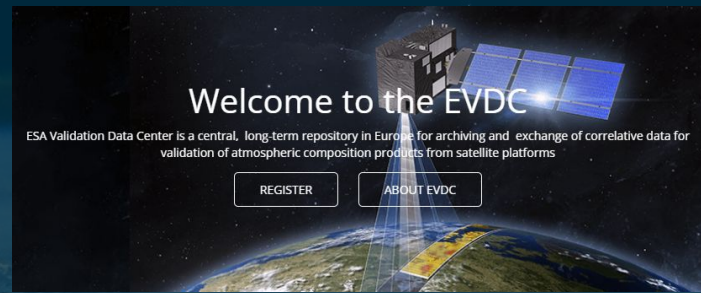 Welcome to the EVDC
ESA Validation Data Center is a central, long-term repository in Europe for archiving and exchange of correlative data for
validation of atmospheric composition products from satellite platforms
REGISTER
ABOUT EVDC